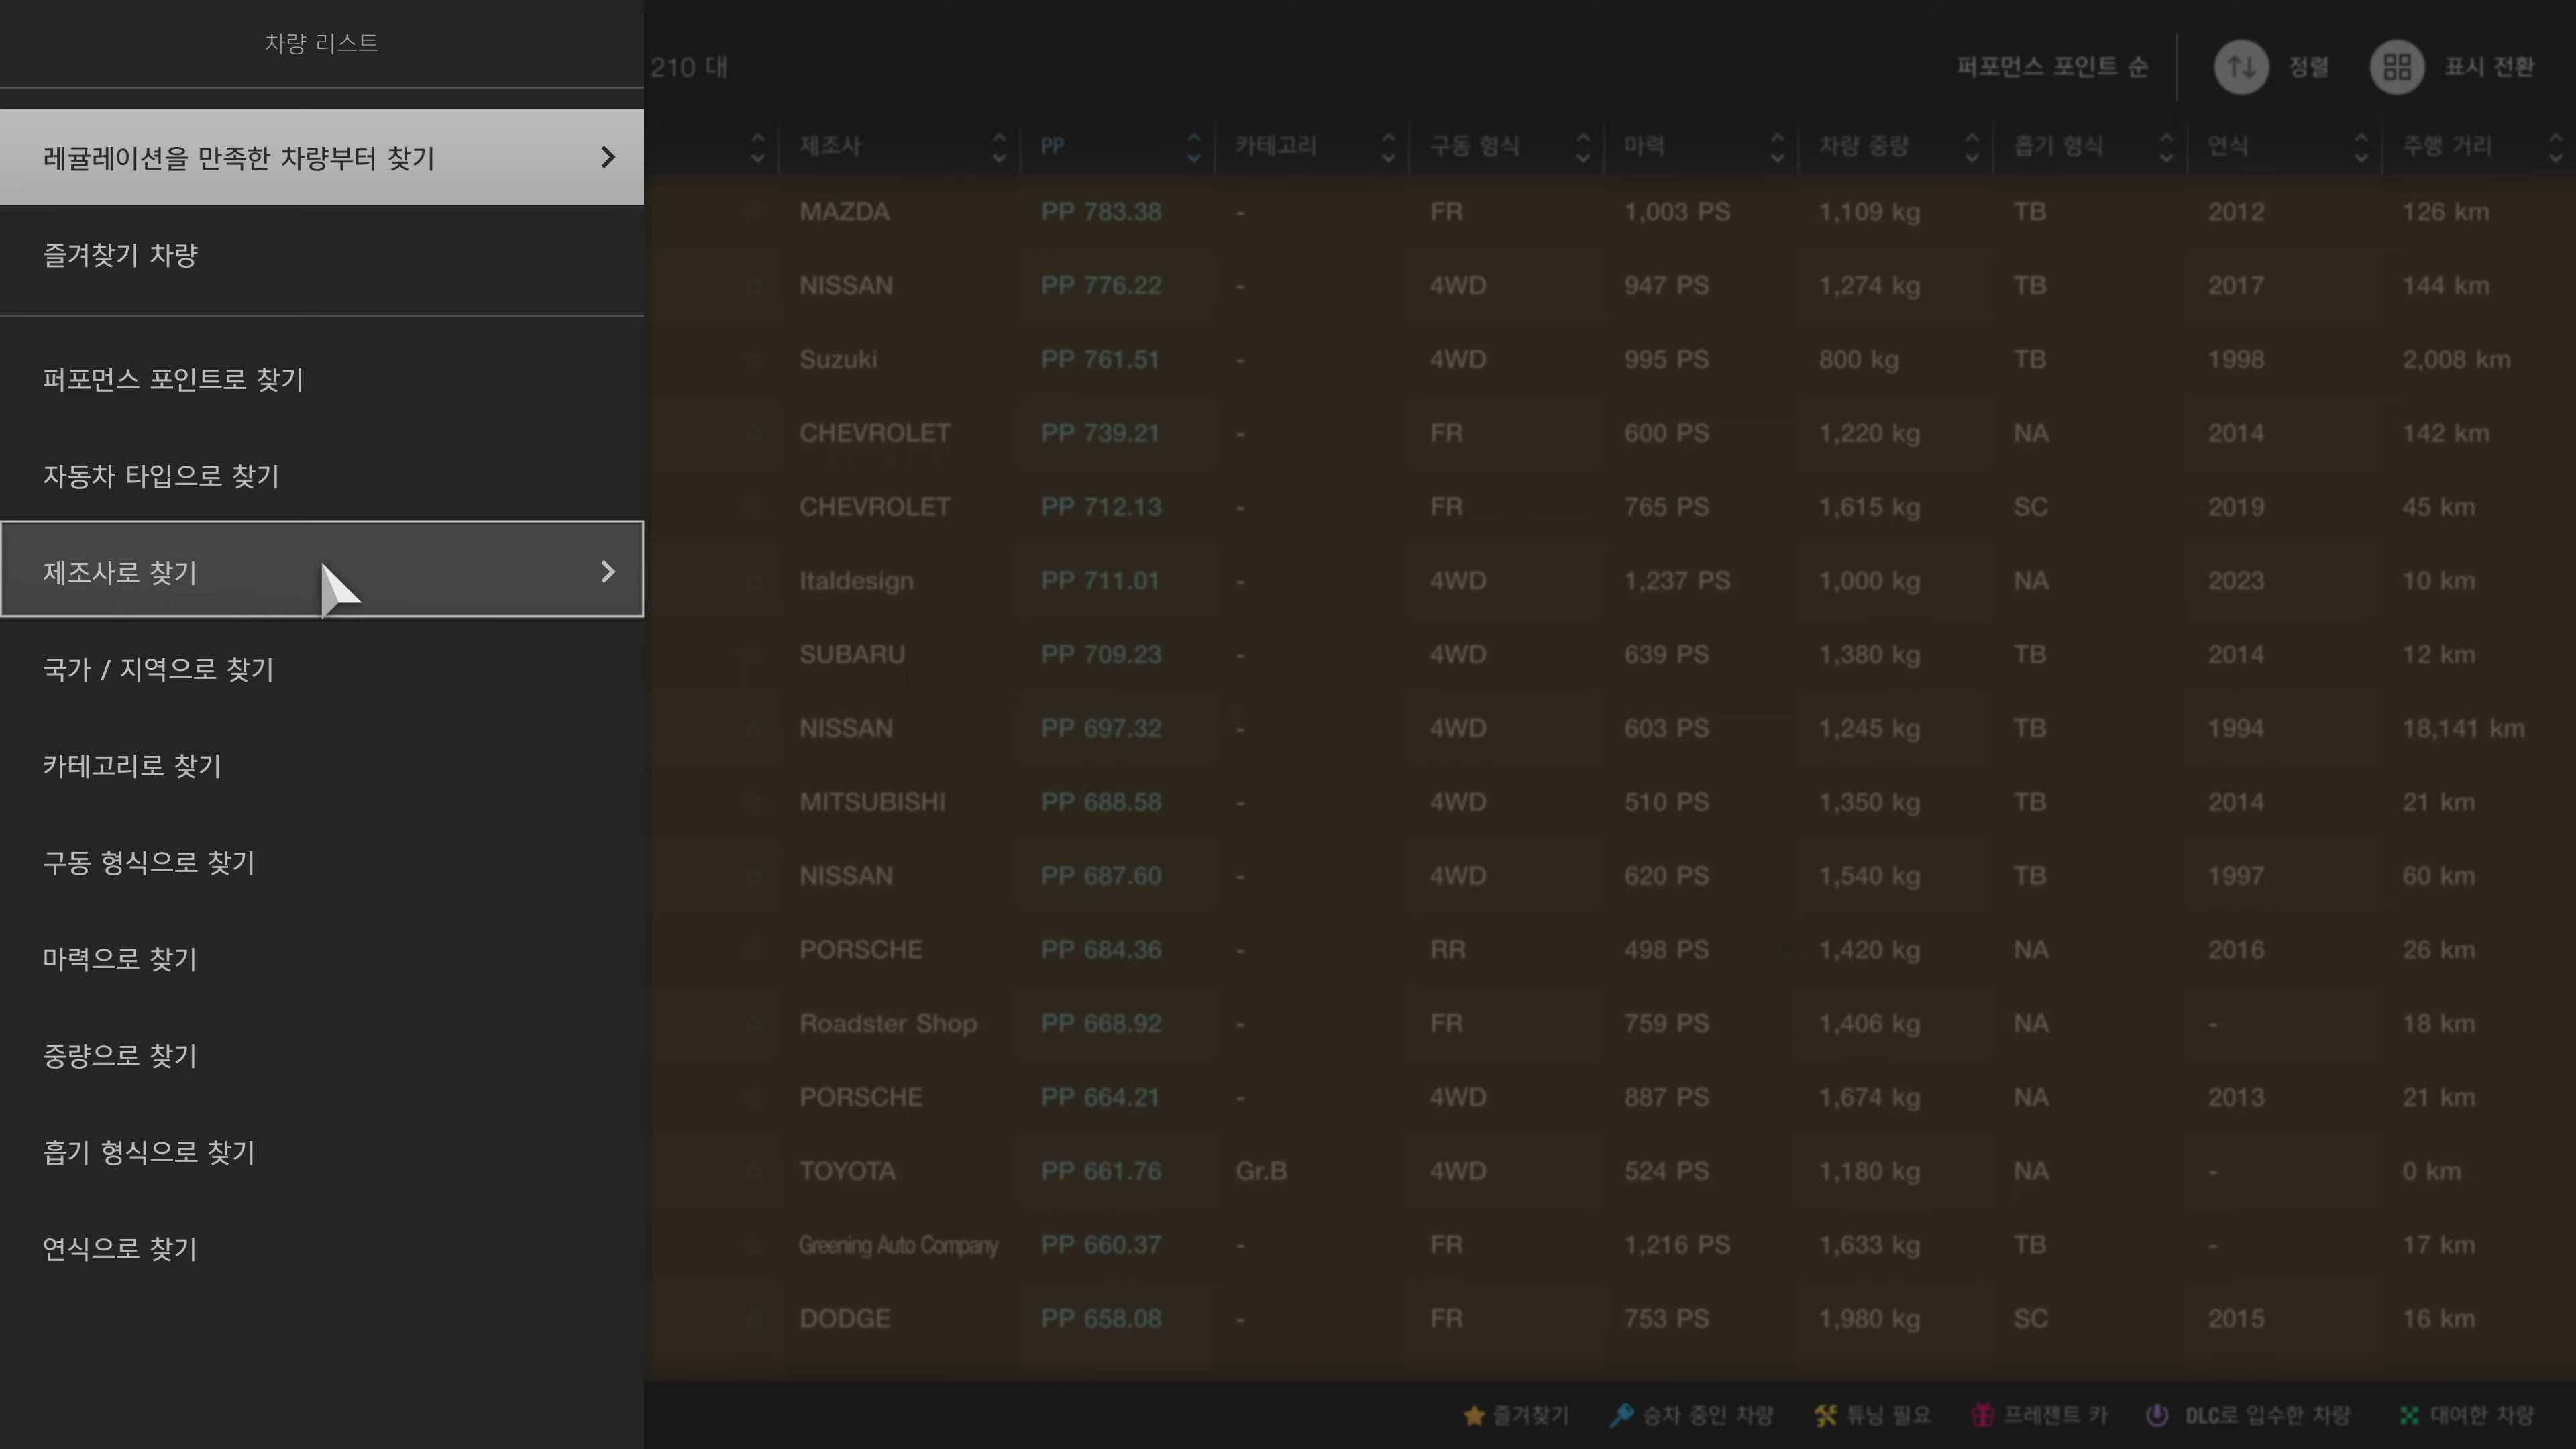 차량 리스트
레귤레이션을 만족한 차량부터 찾기
즐겨찾기 차량
퍼포먼스 포인트로 찾기
자동차 타입으로 찾기
제조사로 찾기
국가 / 지역으로 찾기
카테고리로 찾기
구동 형식으로 찾기
마력으로 찾기
중량으로 찾기
흡기 형식으로 찾기
연식으로 찾기
210 대
퍼포먼스 포인트 순 정렬 표시 전환
제조사 PP 카테고리 구동 형식 마력 차량 중량 흡기 형식 연식 주행 거리
MAZDA PP 783.38 - FR 1,003 PS 1,109 kg TB 2012 126 km
NISSAN PP 776.22 - 4WD 947 PS 1,274 kg TB 2017 144 km
Suzuki PP 761.51 - 4WD 995 PS 800 kg TB 1998 2,008 km
CHEVROLET PP 739.21 - FR 600 PS 1,220 kg NA 2014 142 km
CHEVROLET PP 712.13 - FR 765 PS 1,615 kg SC 2019 45 km
Italdesign PP 711.01 - 4WD 1,237 PS 1,000 kg NA 2023 10 km
SUBARU PP 709.23 - 4WD 639 PS 1,380 kg TB 2014 12 km
NISSAN PP 697.32 - 4WD 603 PS 1,245 kg TB 1994 18,141 km
MITSUBISHI PP 688.58 - 4WD 510 PS 1,350 kg TB 2014 21 km
NISSAN PP 687.60 - 4WD 620 PS 1,540 kg TB 1997 60 km
PORSCHE PP 684.36 - RR 498 PS 1,420 kg NA 2016 26 km
Roadster Shop PP 668.92 - FR 759 PS 1,406 kg NA - 18 km
PORSCHE PP 664.21 - 4WD 887 PS 1,674 kg NA 2013 21 km
TOYOTA PP 661.76 Gr.B 4WD 524 PS 1,180 kg NA - 0 km
Greening Auto Company PP 660.37 - FR 1,216 PS 1,633 kg TB - 17 km
DODGE PP 658.08 - FR 753 PS 1,980 kg SC 2015 16 km
즐겨찾기 승차 중인 차량 튜닝 필요 프레젠트 카 DLC로 입수한 차량 대여한 차량